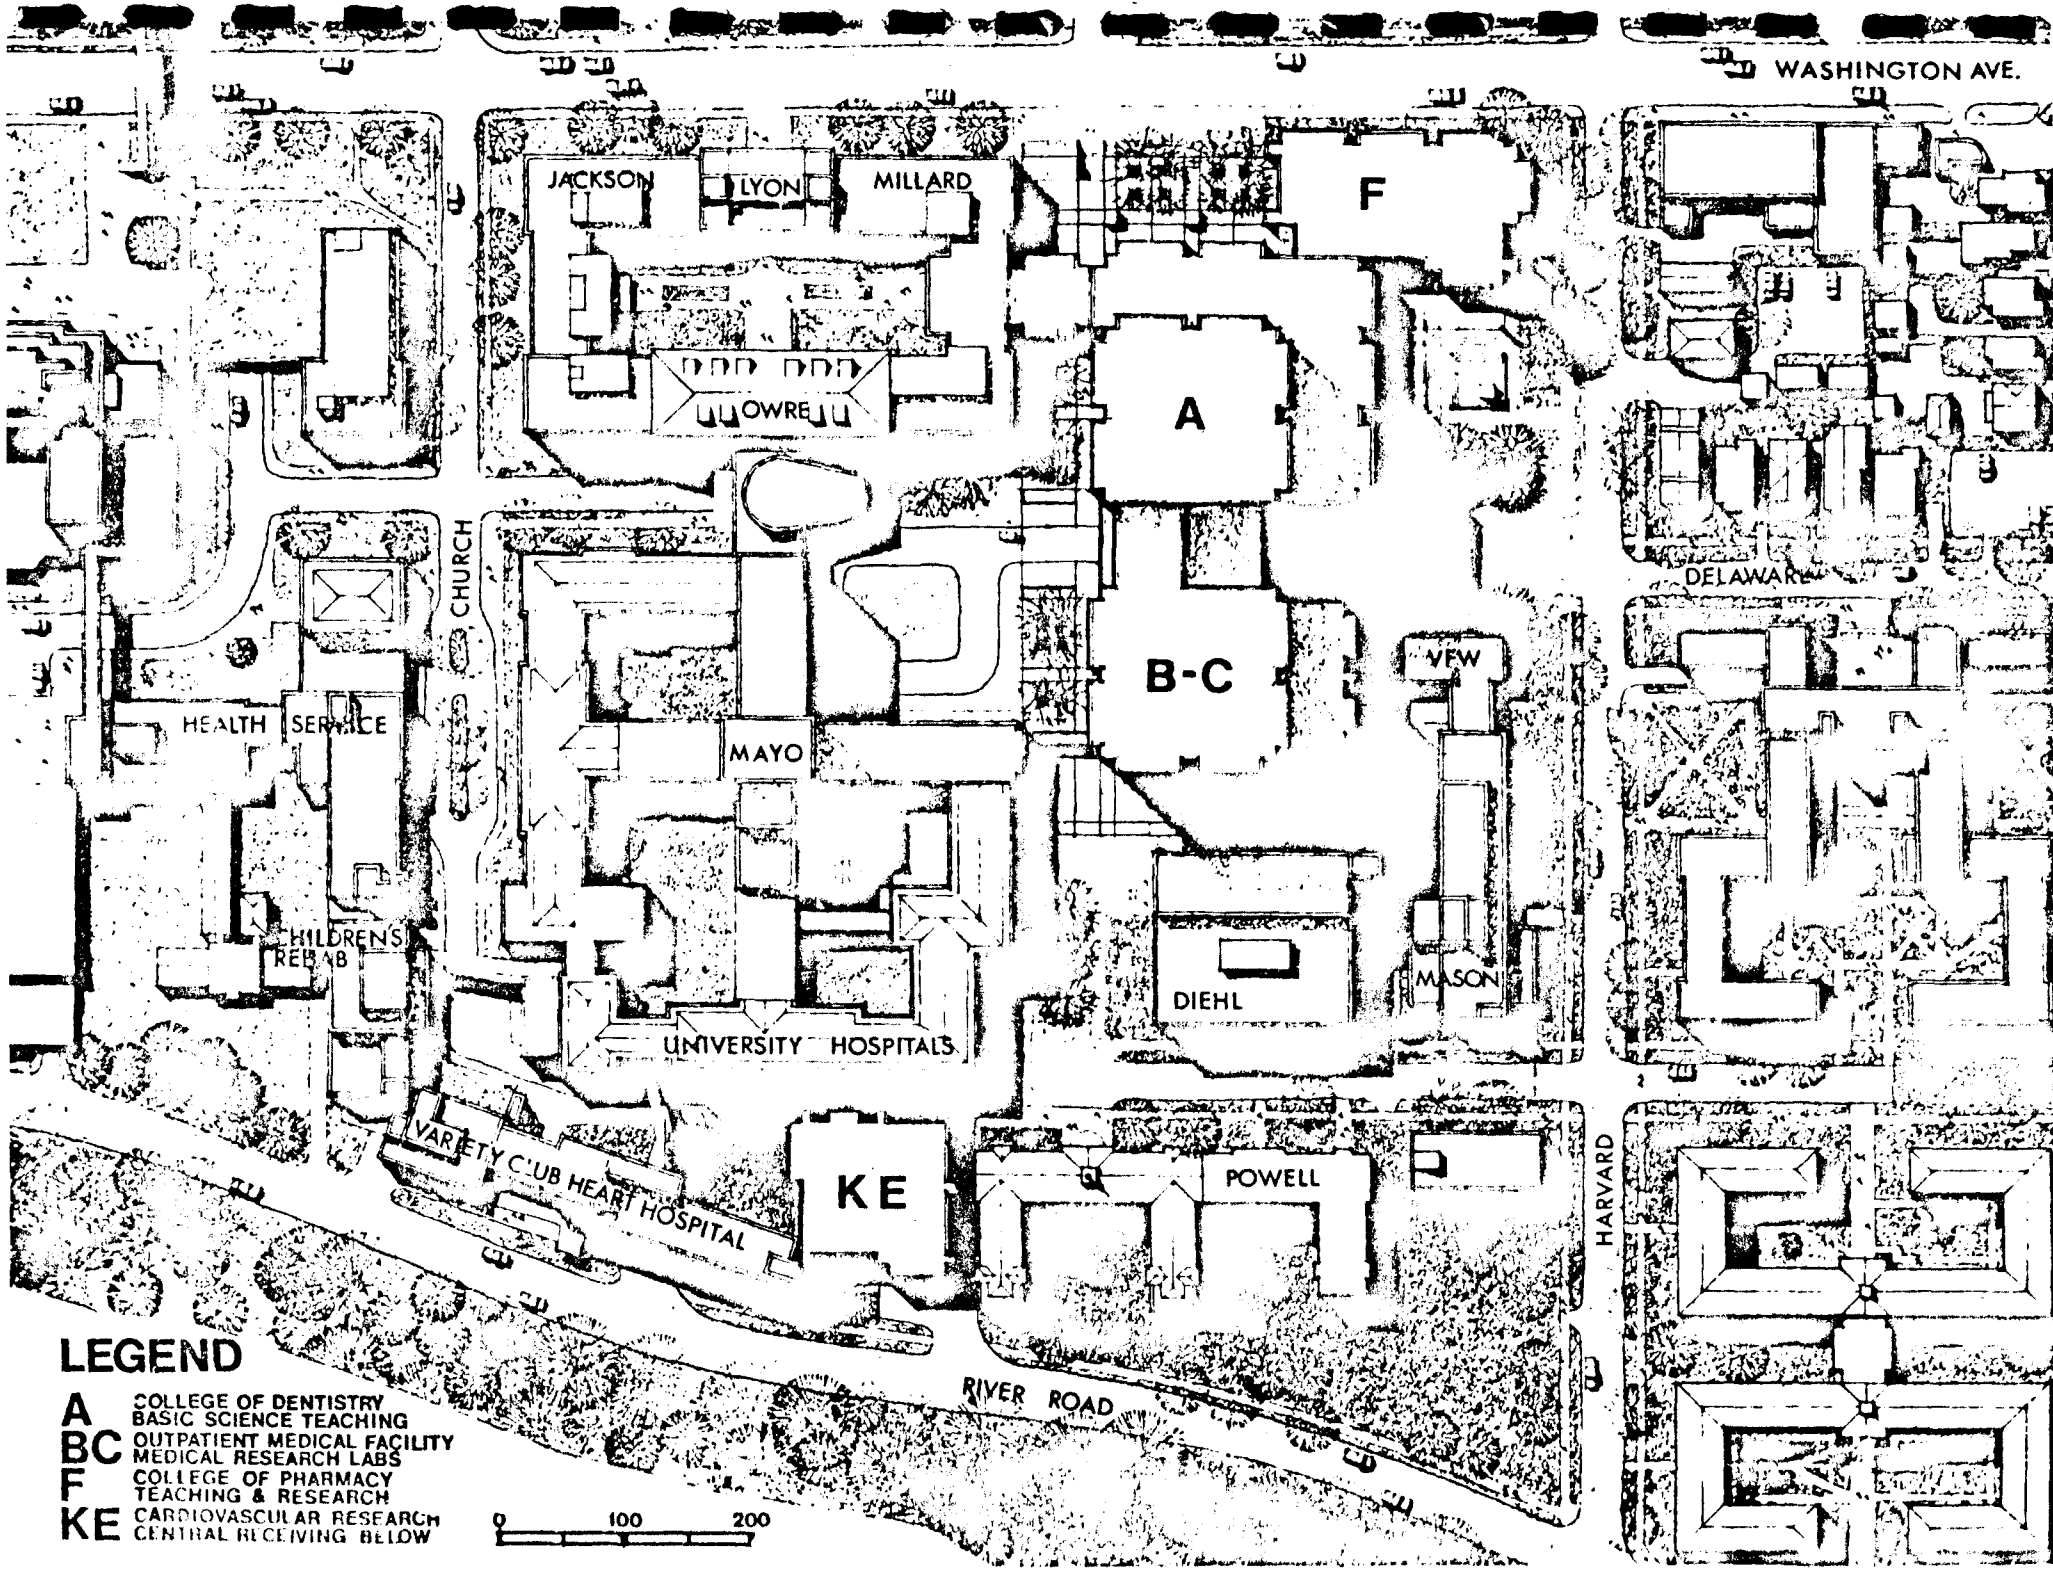 WASHINGTON AVE.
JACKSON
LYON
MILLARD
F
A
OWRE
CHURCH
DELAWARE
B-C
VFW
HEALTH SERVICE
MAYO
CHILDREN'S
REHAB
MASON
DIEHL
UNIVERSITY HOSPITALS
VARIETY CLUB HEART HOSPITAL
KE
POWELL
HARVARD
RIVER ROAD
LEGEND
A COLLEGE OF DENTISTRY
BASIC SCIENCE TEACHING
BC OUTPATIENT MEDICAL FACILITY
MEDICAL RESEARCH LABS
F COLLEGE OF PHARMACY
TEACHING & RESEARCH
KE CARDIOVASCULAR RESEARCH
CENTRAL RECEIVING BELOW
0 100 200